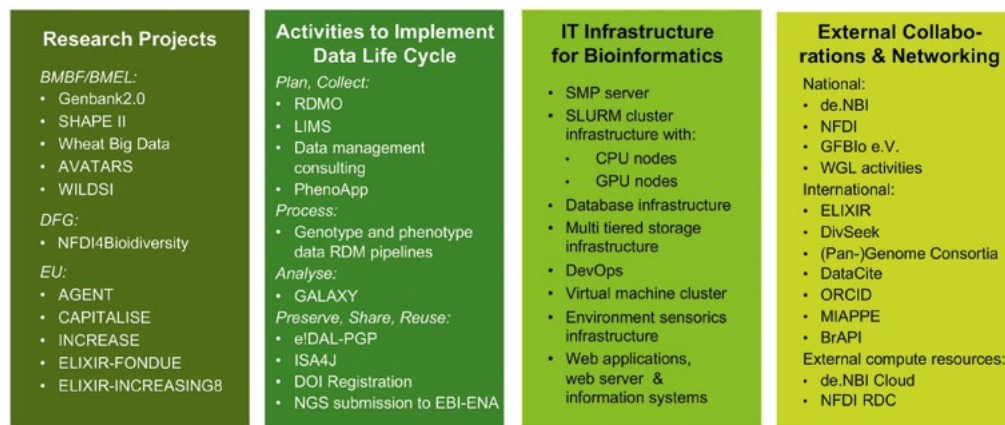 Research Projects
BMBF/BMEL:
• Genbank2.0
• SHAPE II
• Wheat Big Data
• AVATARS
• WILDSI
DFG:
• NFDI4Bioidiversity
EU:
• AGENT
• CAPITALISE
• INCREASE
• ELIXIR-FONDUE
• ELIXIR-INCREASING8
Activities to Implement
Data Life Cycle
Plan, Collect:
• RDMO
• LIMS
• Data management
consulting
• PhenoApp
Process:
• Genotype and phenotype
data RDM pipelines
Analyse:
• GALAXY
Preserve, Share, Reuse:
• e!DAL-PGP
• ISA4J
• DOI Registration
• NGS submission to EBI-ENA
IT Infrastructure
for Bioinformatics
• SMP server
• SLURM cluster
infrastructure with:
• CPU nodes
• GPU nodes
• Database infrastructure
• Multi tiered storage
infrastructure
• DevOps
• Virtual machine cluster
• Environment sensorics
infrastructure
• Web applications,
web server &
information systems
External Collabo-
rations & Networking
National:
• de.NBI
• NFDI
• GFBIo e.V.
• WGL activities
International:
• ELIXIR
• DivSeek
• (Pan-)Genome Consortia
• DataCite
• ORCID
• MIAPPE
• BrAPI
External compute resources:
• de.NBI Cloud
• NFDI RDC